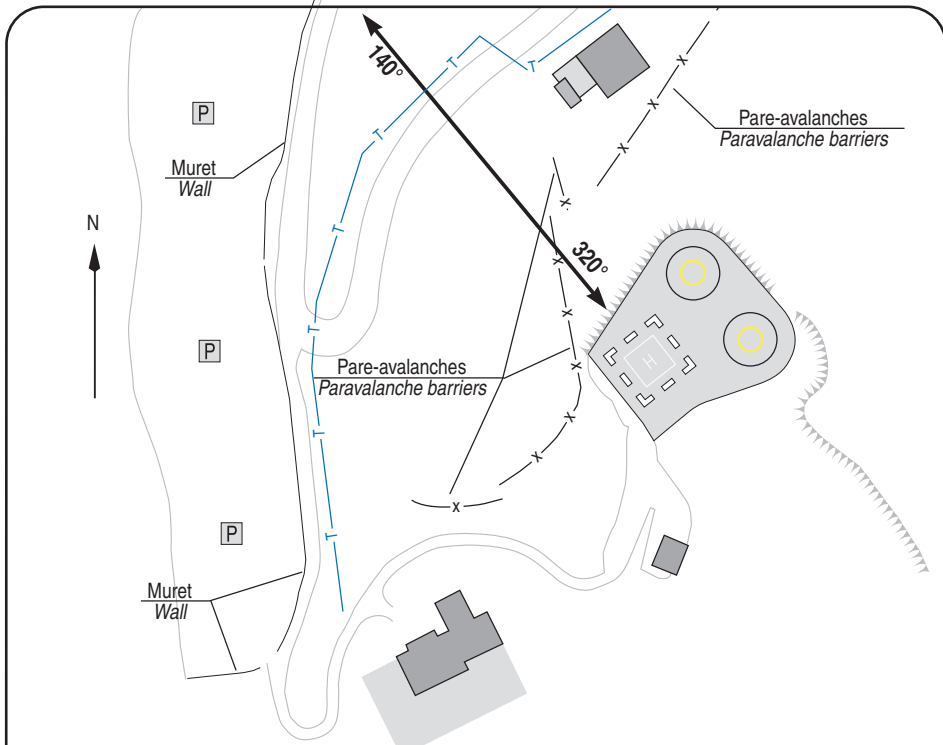 140°
T
T
T
X
P
X
Pare-avalanches
Paravalanche barriers
X
Muret
Wall
X
N
T
320°
X
X
T
P
H
Pare-avalanches
Paravalanche barriers
X
X
T
X
X
P
T
Muret
Wall